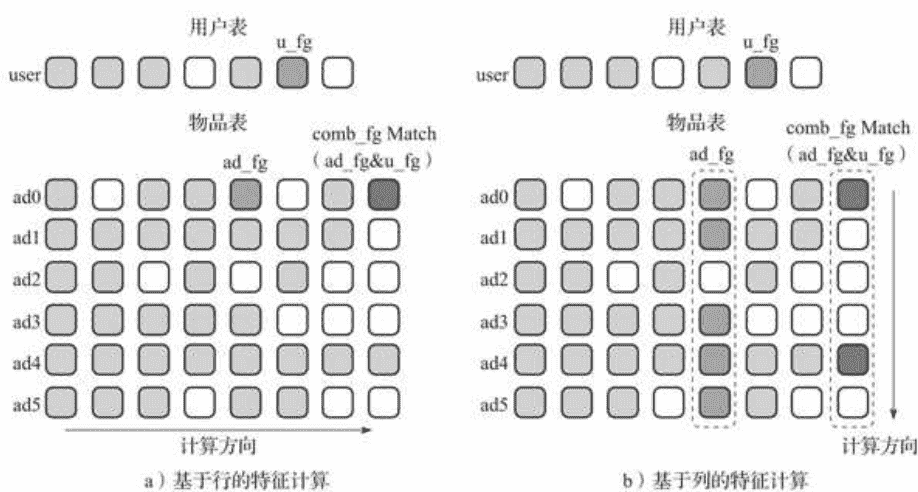 用户表
u_fg
user
物品表
comb_fg Match
ad_fg
（ad_fg&u_fg）
ad0
ad1
ad2
ad3
ad4
ad5
计算方向
a）基于行的特征计算
用户表
u_fg
user
物品表
comb_fg Match
ad_fg
（ad_fg&u_fg）
ad0
ad1
ad2
ad3
ad4
ad5
计算方向
b）基于列的特征计算